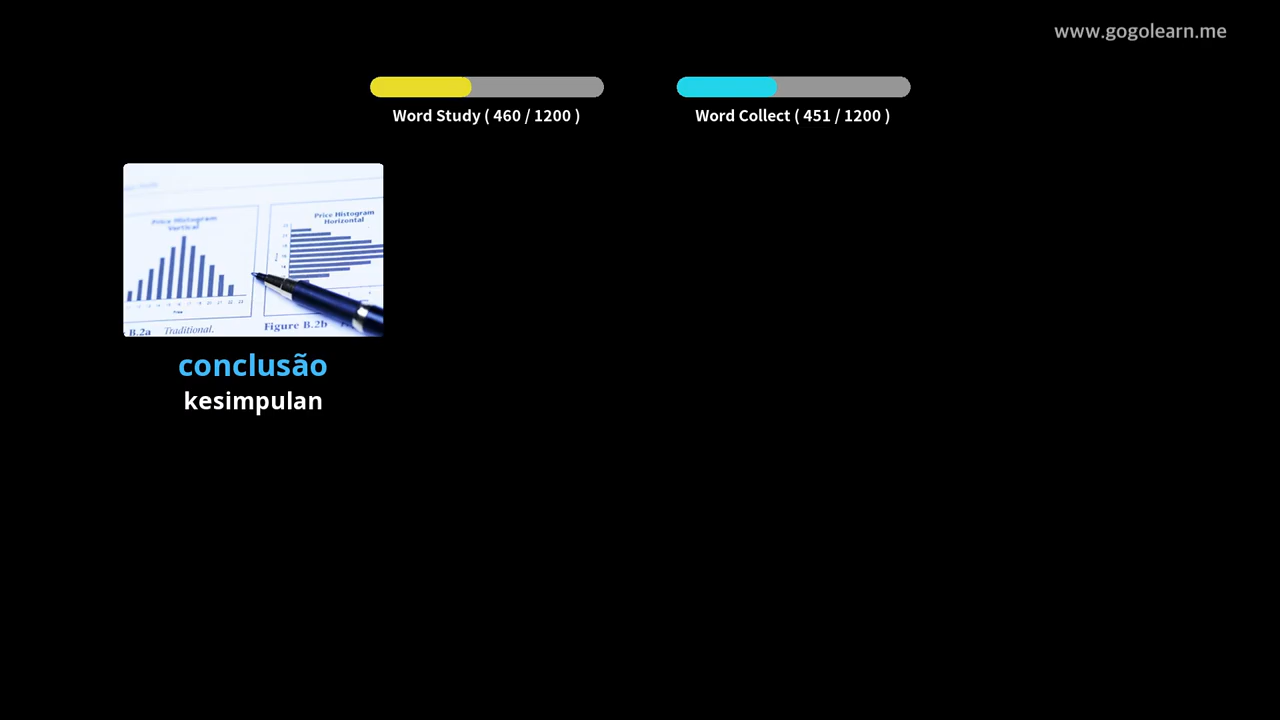 www.gogolearn.me
Word Study ( 460 / 1200 )
Word Collect ( 451 / 1200 )
Price Histogram
Vertical
Price Histogram
Horizontal
B.2a Traditional.
Figure B.2b
conclusão
kesimpulan